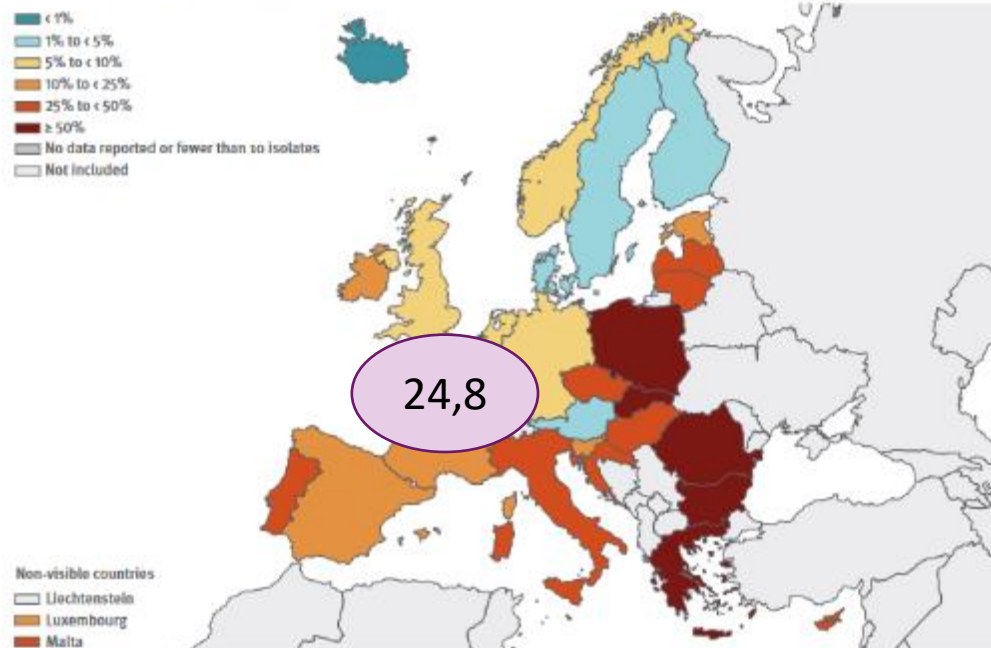 < 1%
1% to < 5%
5% to < 10%
10% to < 25%
25% to < 50%
≥ 50%
No data reported or fewer than 10 isolates
Not included
24,8
Non-visible countries
Liechtenstein
Luxembourg
Malta